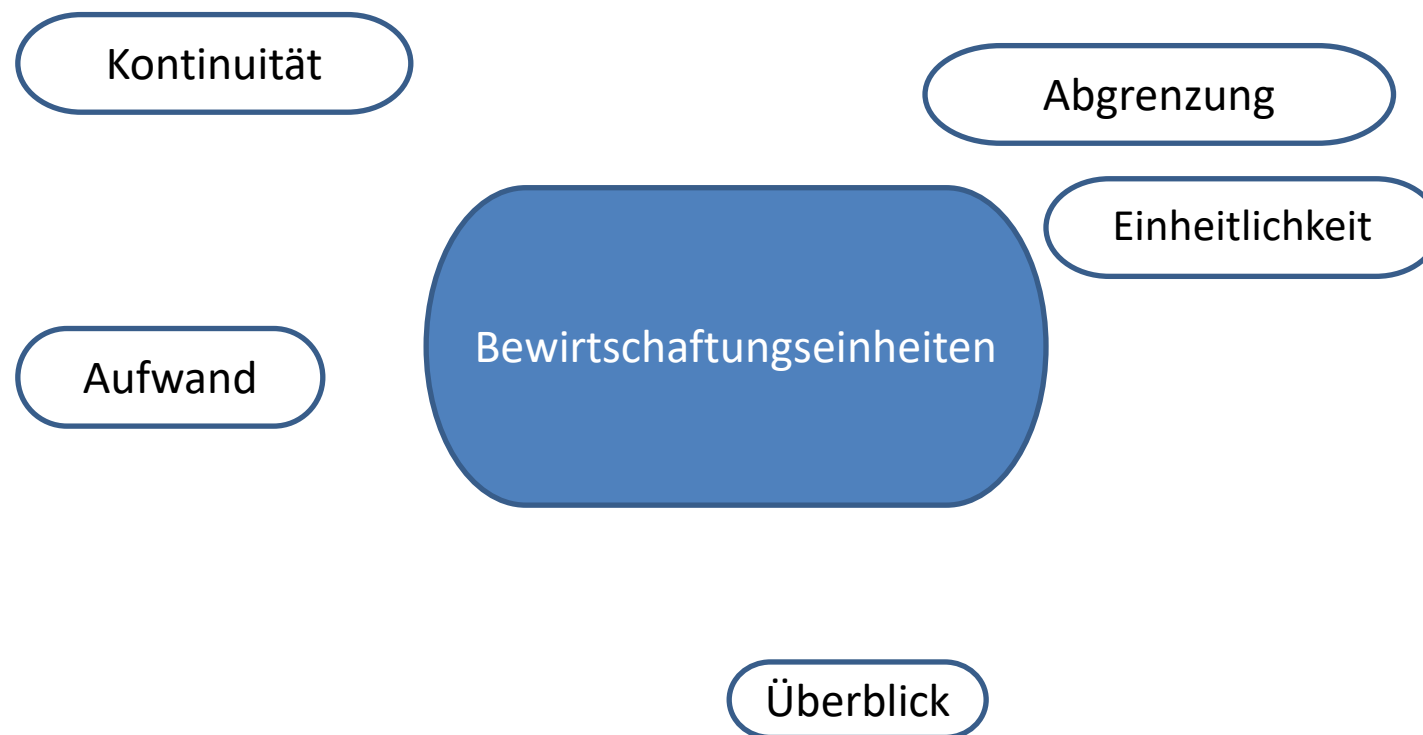 Kontinuität
Abgrenzung
Einheitlichkeit
Bewirtschaftungseinheiten
Aufwand
Überblick